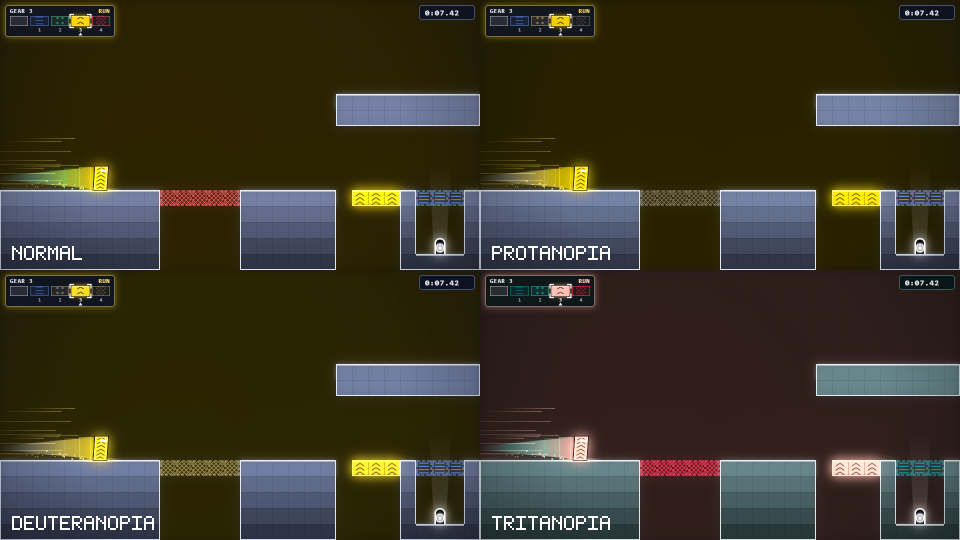 GEAR 3 RUN
1 2 3 4
0:07.42
NORMAL
GEAR 3 RUN
1 2 3 4
0:07.42
PROTANOPIA
GEAR 3 RUN
1 2 3 4
0:07.42
DEUTERANOPIA
GEAR 3 RUN
1 2 3 4
0:07.42
TRITANOPIA